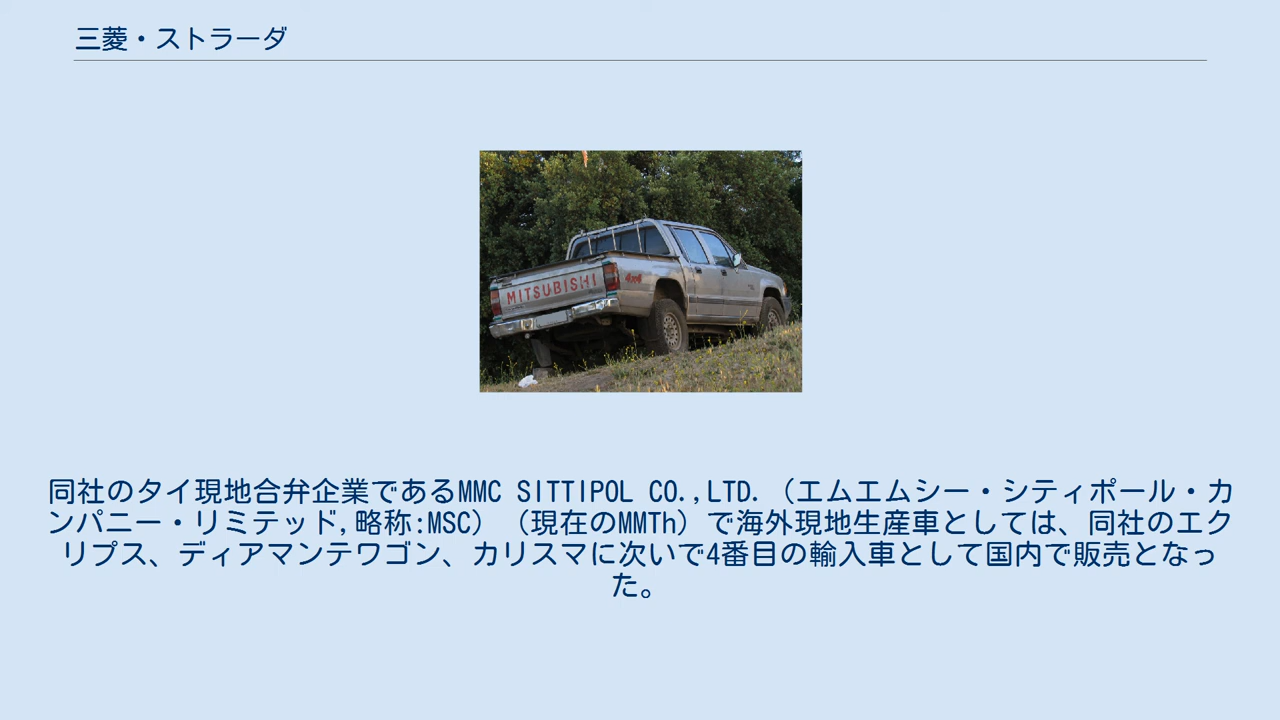 三菱・ストラーダ
MITSUBISHI
4x4
同社のタイ現地合弁企業であるMMC SITTIPOL CO.,LTD.（エムエムシー・シティポール・カ
ンパニー・リミテッド,略称:MSC）（現在のMMTh）で海外現地生産車としては、同社のエク
リプス、ディアマンテワゴン、カリスマに次いで4番目の輸入車として国内で販売となっ
た。